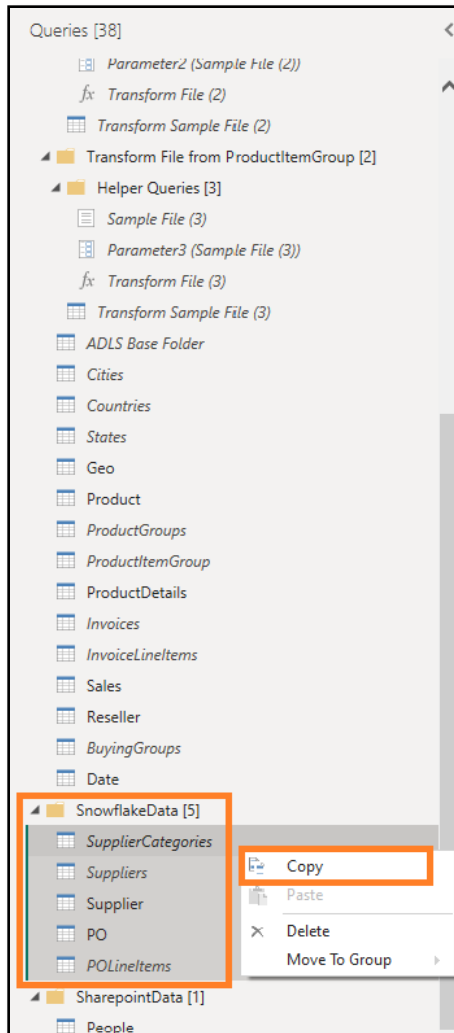 Queries [38]
Parameter2 (Sample File (2))
fx Transform File (2)
Transform Sample File (2)
Transform File from ProductItemGroup [2]
Helper Queries [3]
Sample File (3)
Parameter3 (Sample File (3))
fx Transform File (3)
Transform Sample File (3)
ADLS Base Folder
Cities
Countries
States
Geo
Product
ProductGroups
ProductItemGroup
ProductDetails
Invoices
InvoiceLineItems
Sales
Reseller
BuyingGroups
Date
SnowflakeData [5]
SupplierCategories
Suppliers
Supplier
PO
POLineItems
Copy
Paste
Delete
Move To Group
SharepointData [1]
People